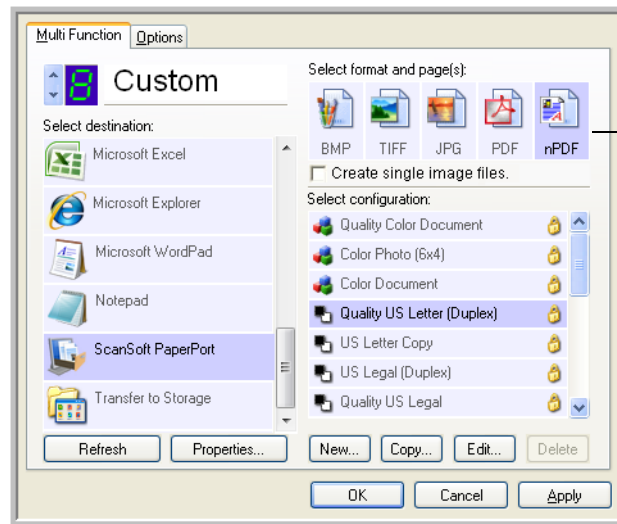 Multi Function Options
8 Custom
Select destination:
Microsoft Excel
Microsoft Explorer
Microsoft WordPad
Notepad
ScanSoft PaperPort
Transfer to Storage
Refresh Properties...
Select format and page(s):
BMP TIFF JPG PDF nPDF
Create single image files.
Select configuration:
Quality Color Document
Color Photo (6x4)
Color Document
Quality US Letter (Duplex)
US Letter Copy
US Legal (Duplex)
Quality US Legal
New... Copy... Edit... Delete
OK Cancel Apply